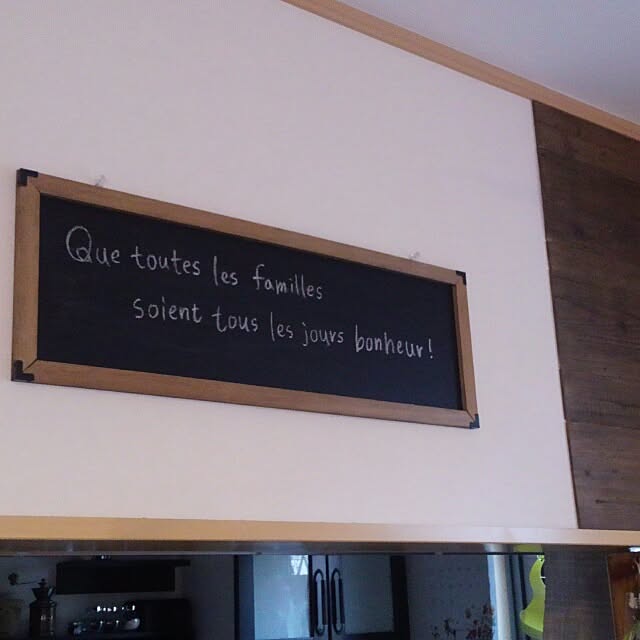 Que toutes les familles
soient tous les jours bonheur!